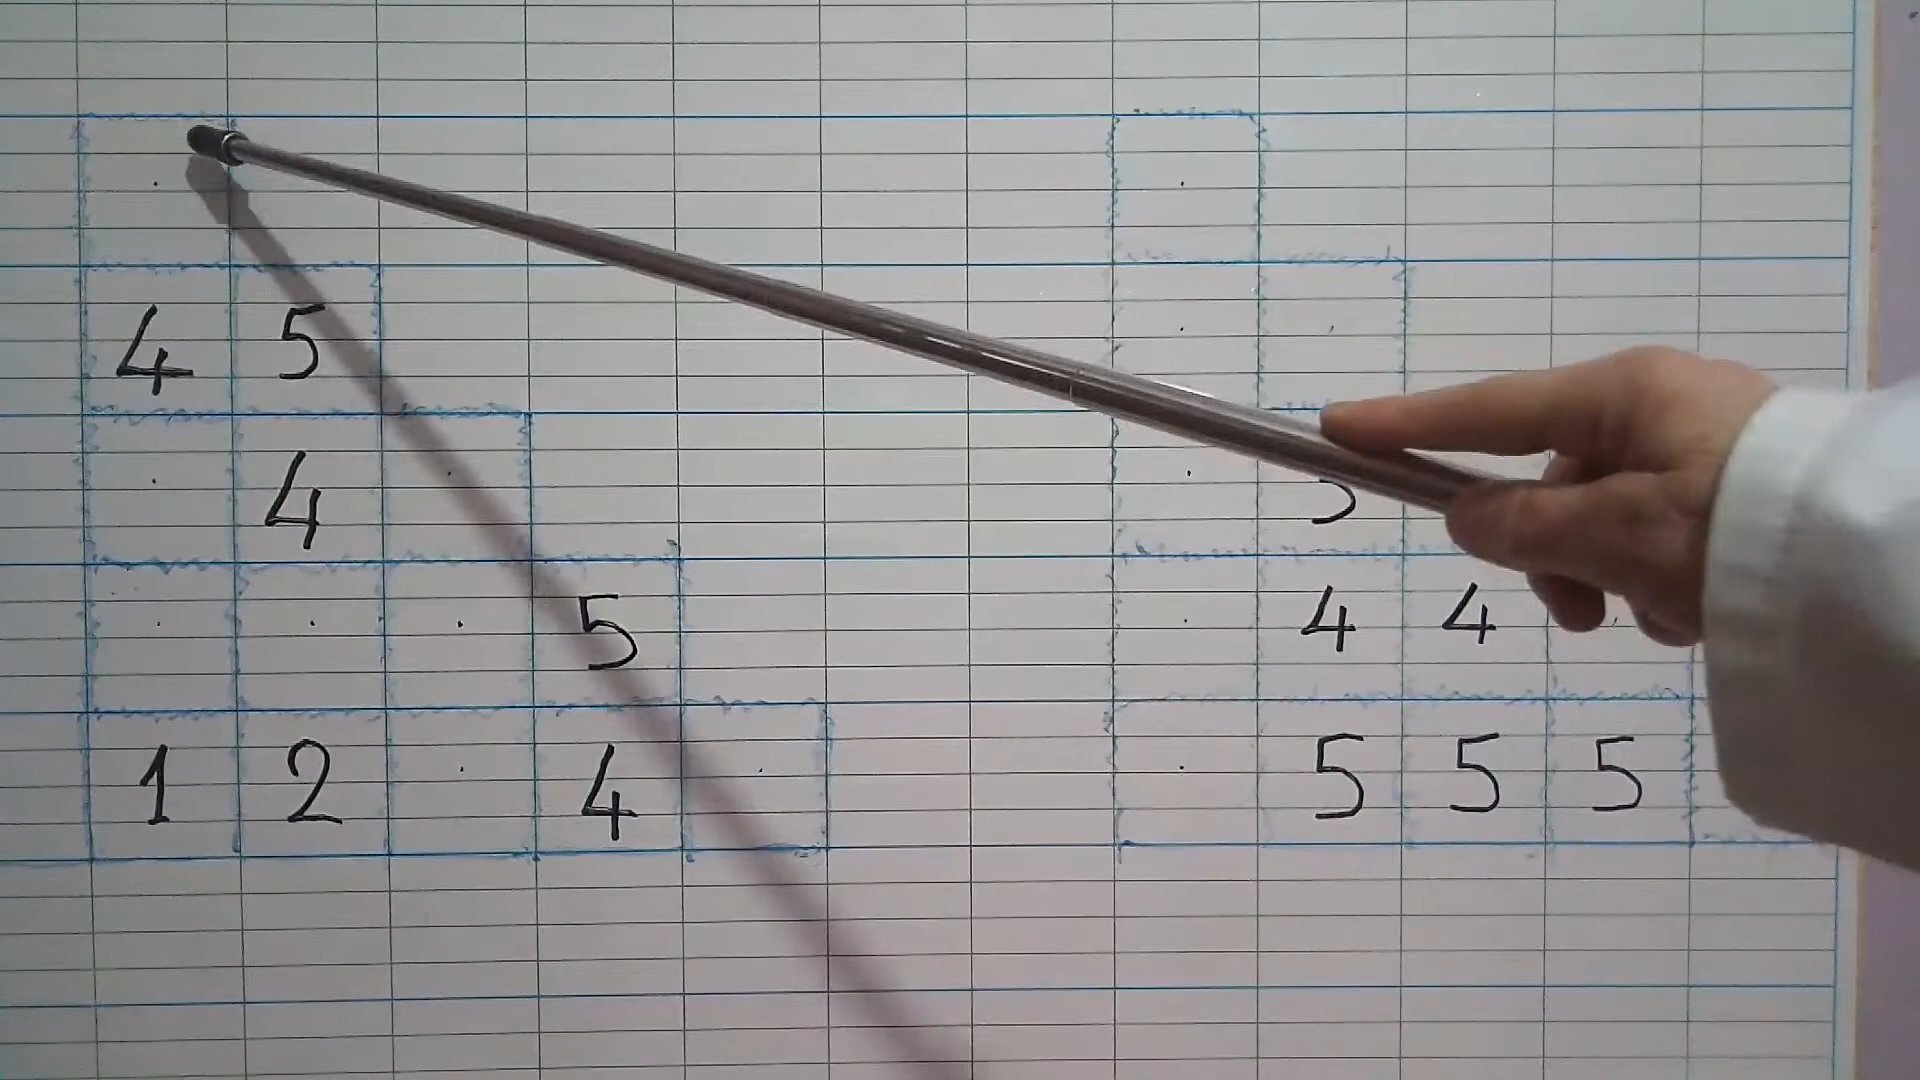 .
4 5
. 4 .
. . . 5
1 2 . 4 .
.
. .
.
. 4 4 .
. 5 5 5